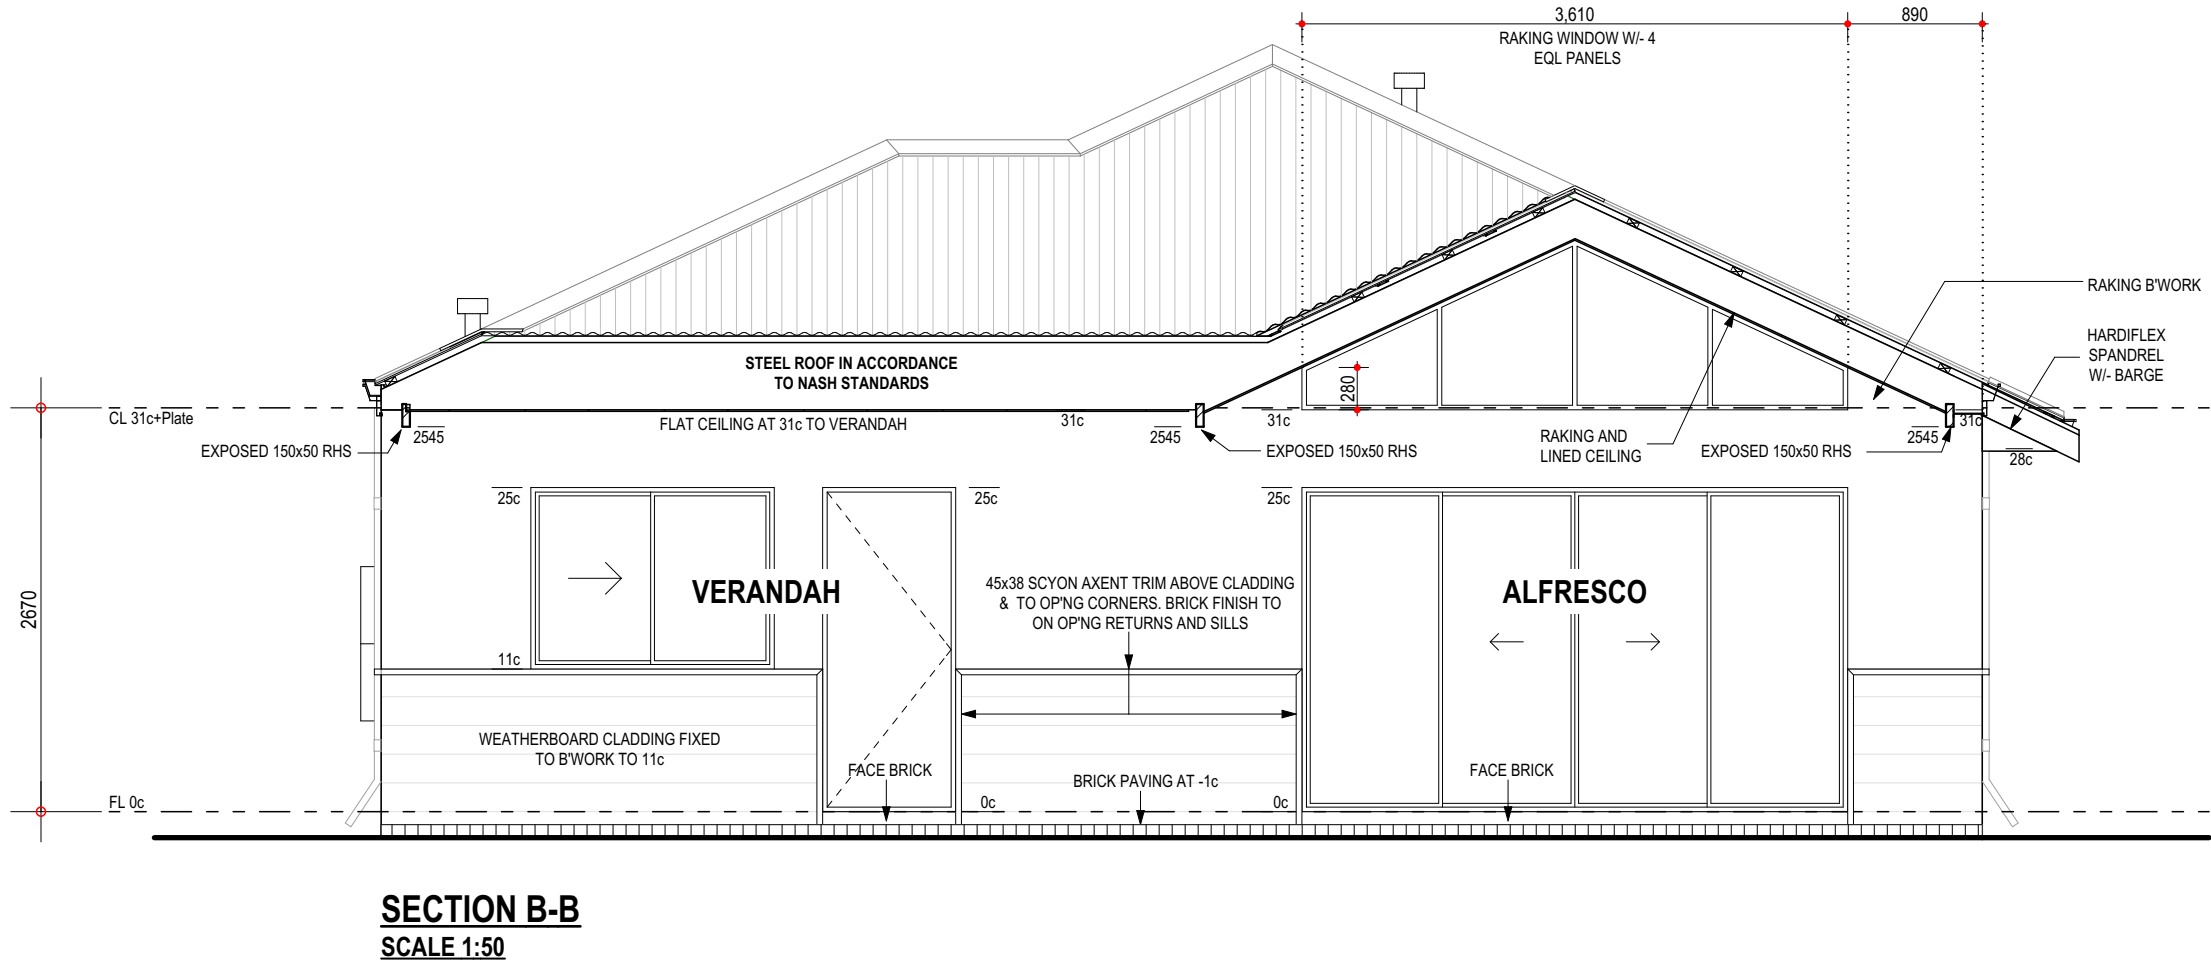 3,610
890
RAKING WINDOW W/- 4
EQL PANELS
RAKING B'WORK
HARDIFLEX
SPANDREL
W/- BARGE
STEEL ROOF IN ACCORDANCE
TO NASH STANDARDS
280
CL 31c+Plate
FLAT CEILING AT 31c TO VERANDAH
31c
31c
31c
2545
2545
2545
EXPOSED 150x50 RHS
EXPOSED 150x50 RHS
RAKING AND
LINED CEILING
EXPOSED 150x50 RHS
28c
25c
25c
25c
2670
VERANDAH
45x38 SCYON AXENT TRIM ABOVE CLADDING
& TO OP'NG CORNERS. BRICK FINISH TO
ON OP'NG RETURNS AND SILLS
ALFRESCO
11c
WEATHERBOARD CLADDING FIXED
TO B'WORK TO 11c
FACE BRICK
BRICK PAVING AT -1c
FACE BRICK
FL 0c
0c
0c
SECTION B-B
SCALE 1:50